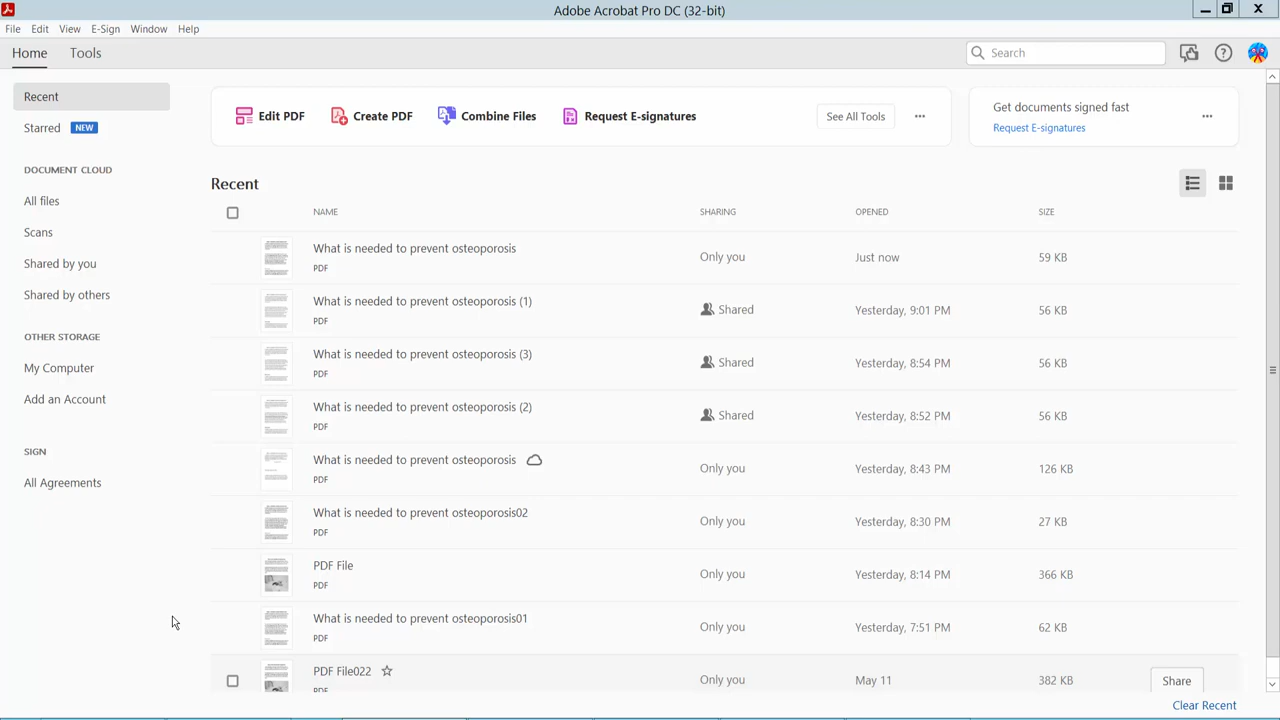 Adobe Acrobat Pro DC (32-bit)
File Edit View E-Sign Window Help
Home Tools
Search
Recent
Starred NEW
DOCUMENT CLOUD
All files
Scans
Shared by you
Shared by others
OTHER STORAGE
My Computer
Add an Account
SIGN
All Agreements
Edit PDF Create PDF Combine Files Request E-signatures See All Tools
Get documents signed fast
Request E-signatures
Recent
NAME SHARING OPENED SIZE
What is needed to prevent osteoporosis
PDF
Only you Just now 59 KB
What is needed to prevent osteoporosis (1)
PDF
Shared Yesterday, 9:01 PM 56 KB
What is needed to prevent osteoporosis (3)
PDF
Shared Yesterday, 8:54 PM 56 KB
What is needed to prevent osteoporosis (2)
PDF
Shared Yesterday, 8:52 PM 56 KB
What is needed to prevent osteoporosis
PDF
Only you Yesterday, 8:43 PM 120 KB
What is needed to prevent osteoporosis02
PDF
Only you Yesterday, 8:30 PM 27 KB
PDF File
PDF
Only you Yesterday, 8:14 PM 366 KB
What is needed to prevent osteoporosis01
PDF
Only you Yesterday, 7:51 PM 62 KB
PDF File022
PDF
Only you May 11 382 KB Share
Clear Recent